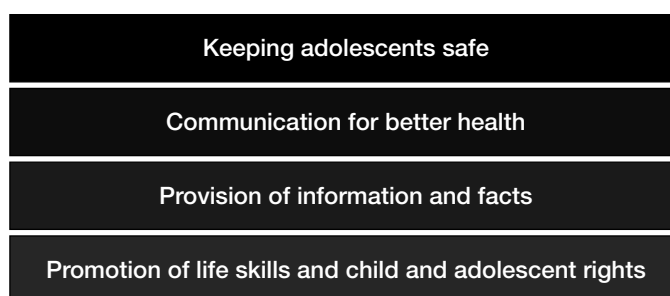 Keeping adolescents safe
Communication for better health
Provision of information and facts
Promotion of life skills and child and adolescent rights